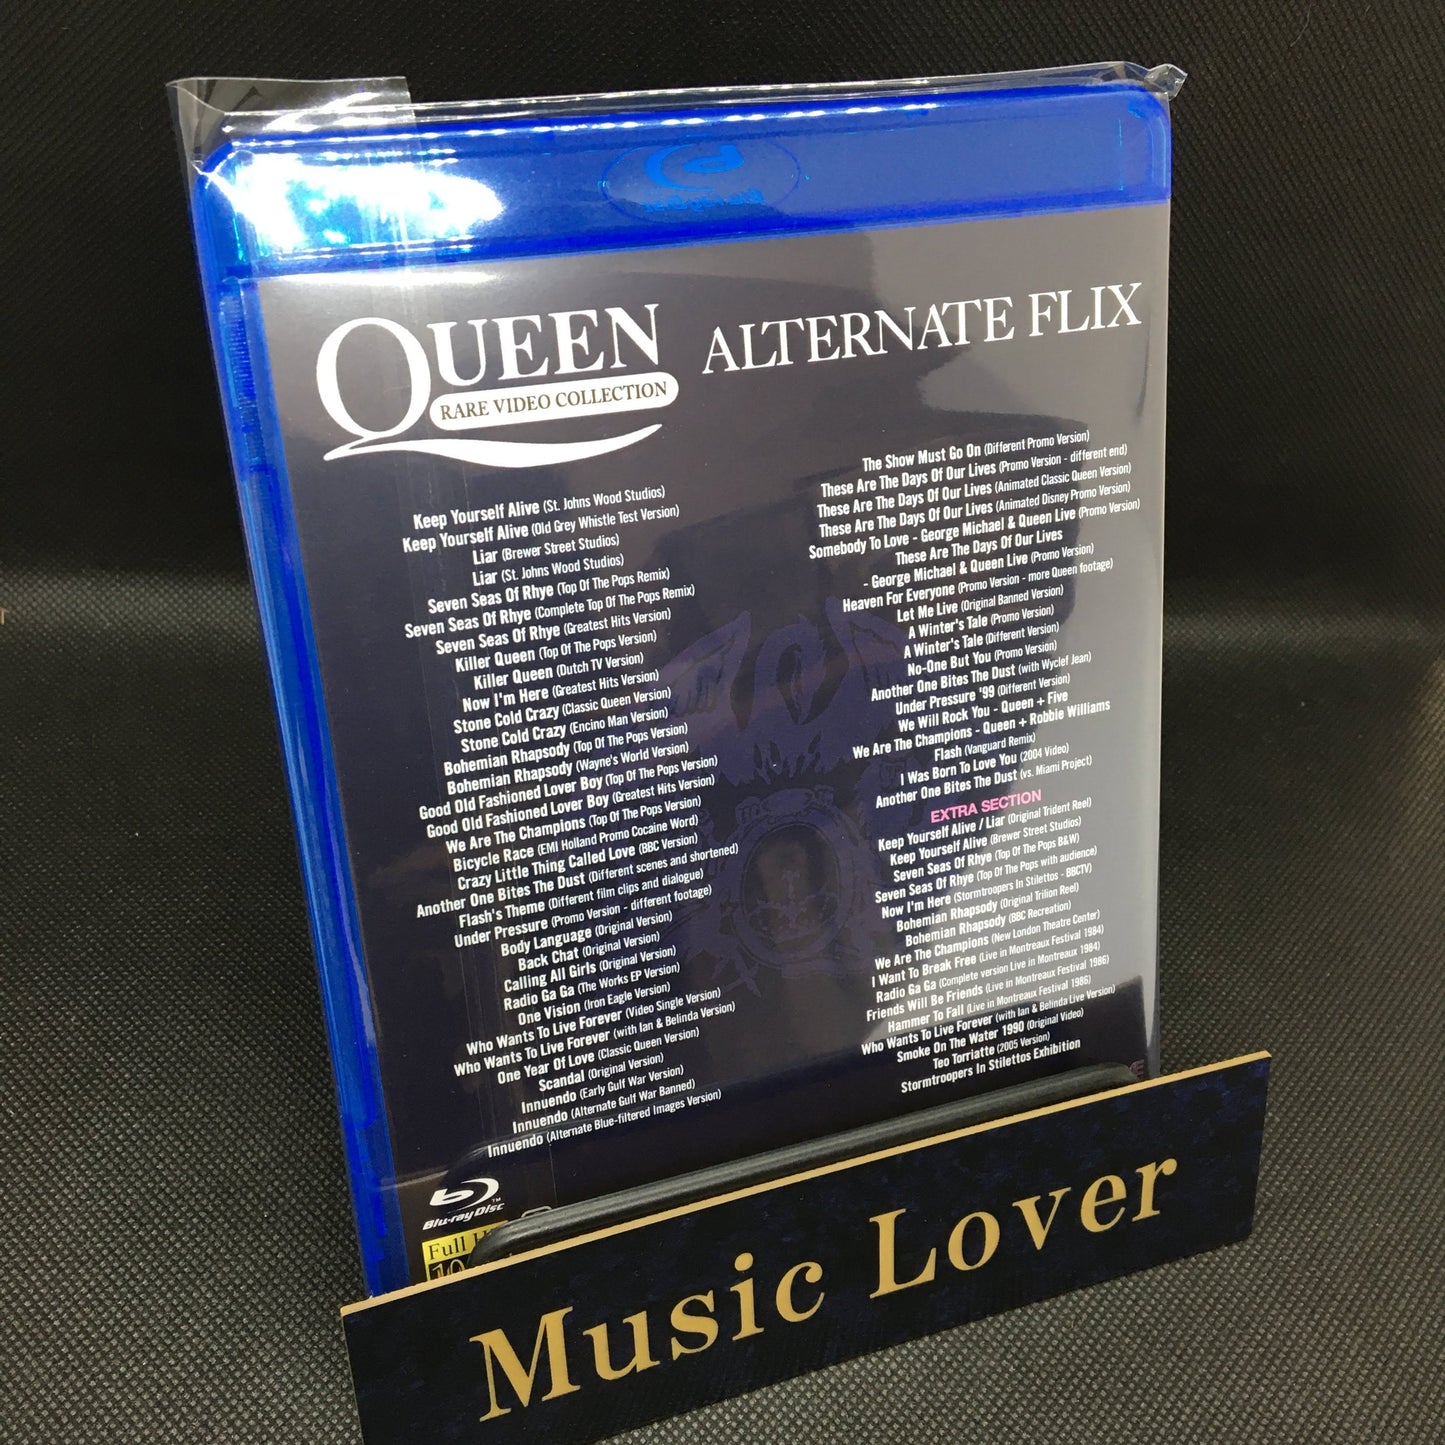 QUEEN
RARE VIDEO COLLECTION
ALTERNATE FLIX
Keep Yourself Alive (St. Johns Wood Studios)
Keep Yourself Alive (Old Grey Whistle Test Version)
Liar (Brewer Street Studios)
Liar (St. Johns Wood Studios)
Seven Seas Of Rhye (Top Of The Pops Remix)
Seven Seas Of Rhye (Complete Top Of The Pops Remix)
Seven Seas Of Rhye (Greatest Hits Version)
Killer Queen (Top Of The Pops Version)
Killer Queen (Dutch TV Version)
Now I'm Here (Greatest Hits Version)
Stone Cold Crazy (Classic Queen Version)
Stone Cold Crazy (Encino Man Version)
Bohemian Rhapsody (Top Of The Pops Version)
Bohemian Rhapsody (Wayne's World Version)
Good Old Fashioned Lover Boy (Top Of The Pops Version)
Good Old Fashioned Lover Boy (Greatest Hits Version)
We Are The Champions (Top Of The Pops Version)
Bicycle Race (EMI Holland Promo Cocaine Word)
Crazy Little Thing Called Love (BBC Version)
Another One Bites The Dust (Different scenes and shortened)
Flash's Theme (Different film clips and dialogue)
Under Pressure (Promo Version - different footage)
Body Language (Original Version)
Back Chat (Original Version)
Calling All Girls (Original Version)
Radio Ga Ga (The Works EP Version)
One Vision (Iron Eagle Version)
Who Wants To Live Forever (Video Single Version)
Who Wants To Live Forever (with Ian & Belinda Version)
One Year Of Love (Classic Queen Version)
Scandal (Original Version)
Innuendo (Early Gulf War Version)
Innuendo (Alternate Gulf War Banned)
Innuendo (Alternate Blue-filtered Images Version)
The Show Must Go On (Different Promo Version)
These Are The Days Of Our Lives (Promo Version - different end)
These Are The Days Of Our Lives (Animated Classic Queen Version)
These Are The Days Of Our Lives (Animated Disney Promo Version)
Somebody To Love - George Michael & Queen Live (Promo Version)
These Are The Days Of Our Lives
- George Michael & Queen Live (Promo Version)
Heaven For Everyone (Promo Version - more Queen footage)
Let Me Live (Original Banned Version)
A Winter's Tale (Promo Version)
A Winter's Tale (Different Version)
No-One But You (Promo Version)
Another One Bites The Dust (with Wyclef Jean)
Under Pressure '99 (Different Version)
We Will Rock You - Queen + Five
We Are The Champions - Queen + Robbie Williams
Flash (Vanguard Remix)
I Was Born To Love You (2004 Video)
Another One Bites The Dust (vs. Miami Project)
EXTRA SECTION
Keep Yourself Alive / Liar (Original Trident Reel)
Keep Yourself Alive (Brewer Street Studios)
Seven Seas Of Rhye (Top Of The Pops B&W)
Seven Seas Of Rhye (Top Of The Pops with audience)
Now I'm Here (Stormtroopers In Stilettos - BBCTV)
Bohemian Rhapsody (Original Trilion Reel)
Bohemian Rhapsody (BBC Recreation)
We Are The Champions (New London Theatre Center)
I Want To Break Free (Live in Montreaux Festival 1984)
Radio Ga Ga (Complete version Live in Montreaux 1984)
Friends Will Be Friends (Live in Montreaux Festival 1986)
Hammer To Fall (Live in Montreaux Festival 1986)
Who Wants To Live Forever (with Ian & Belinda Live Version)
Smoke On The Water 1990 (Original Video)
Teo Torriatte (2005 Version)
Stormtroopers In Stilettos Exhibition
Blu-ray Disc
Full
Music Lover